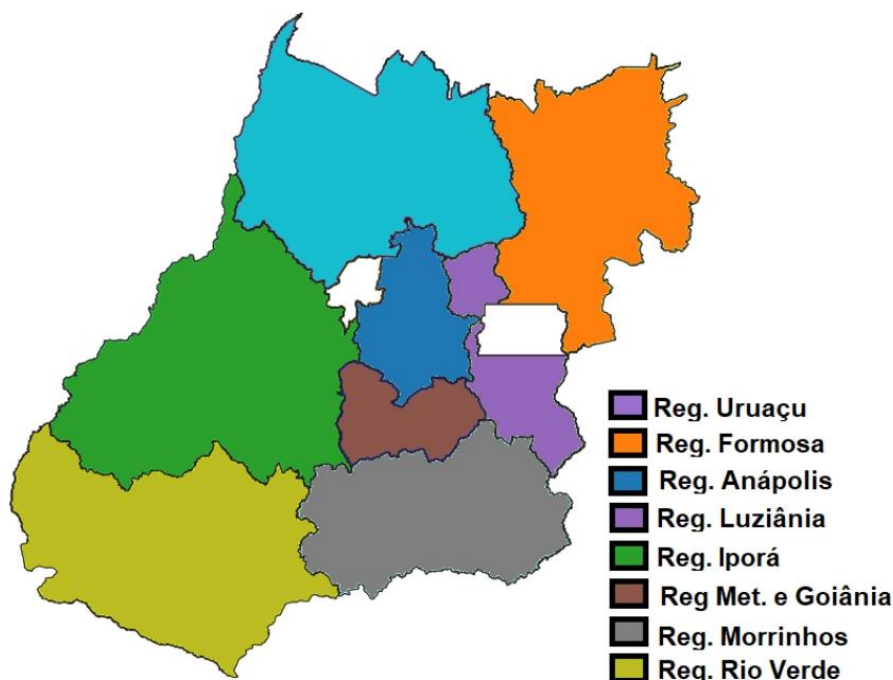 Reg. Uruaçu
Reg. Formosa
Reg. Anápolis
Reg. Luziânia
Reg. Iporá
Reg Met. e Goiânia
Reg. Morrinhos
Reg. Rio Verde